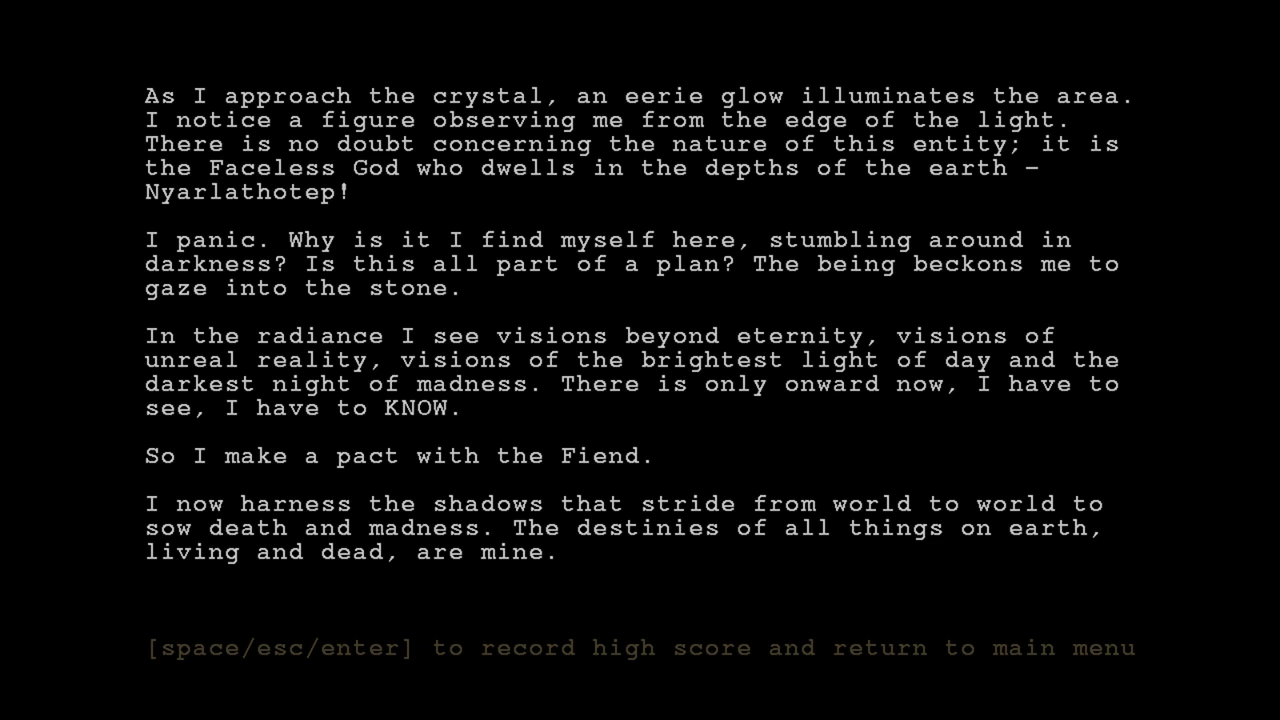 As I approach the crystal, an eerie glow illuminates the area.
I notice a figure observing me from the edge of the light.
There is no doubt concerning the nature of this entity; it is
the Faceless God who dwells in the depths of the earth –
Nyarlathotep!
I panic. Why is it I find myself here, stumbling around in
darkness? Is this all part of a plan? The being beckons me to
gaze into the stone.
In the radiance I see visions beyond eternity, visions of
unreal reality, visions of the brightest light of day and the
darkest night of madness. There is only onward now, I have to
see, I have to KNOW.
So I make a pact with the Fiend.
I now harness the shadows that stride from world to world to
sow death and madness. The destinies of all things on earth,
living and dead, are mine.
[space/esc/enter] to record high score and return to main menu